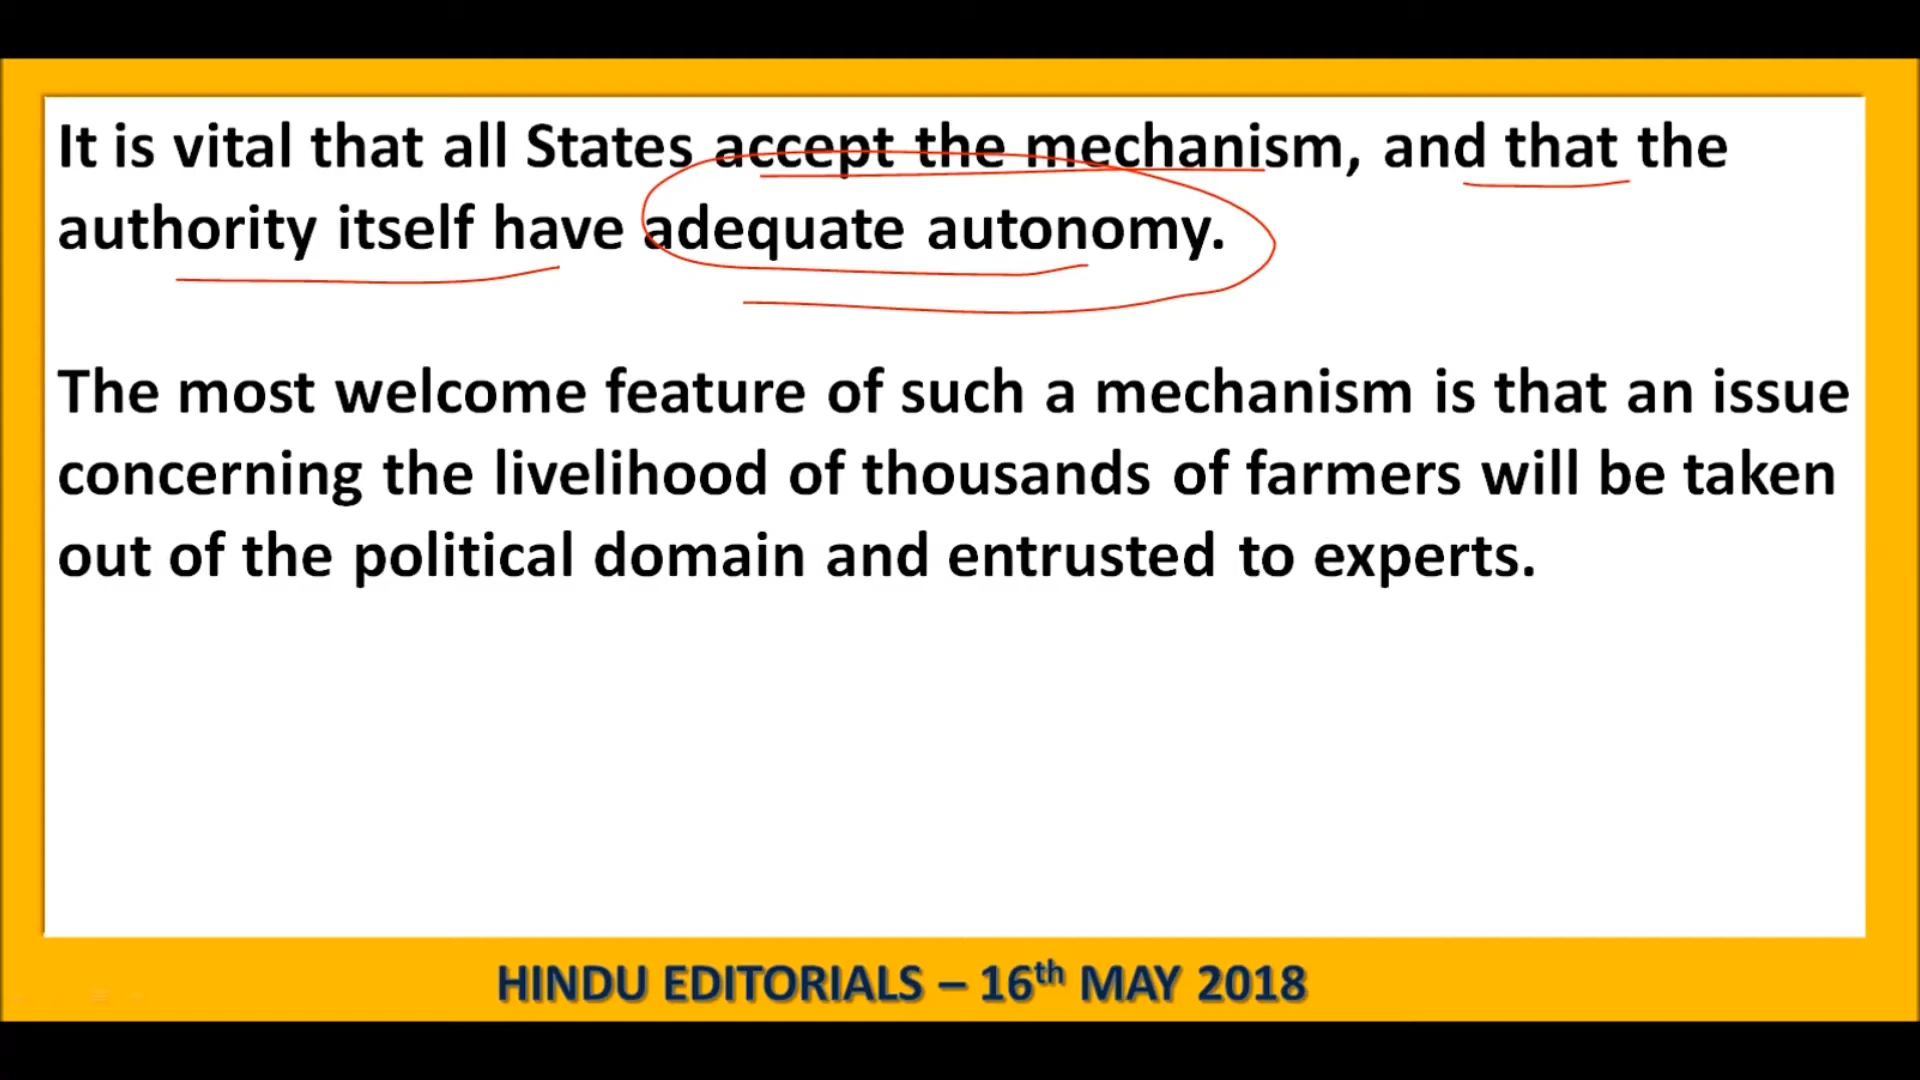 It is vital that all States accept the mechanism, and that the
authority itself have adequate autonomy.
The most welcome feature of such a mechanism is that an issue
concerning the livelihood of thousands of farmers will be taken
out of the political domain and entrusted to experts.
HINDU EDITORIALS – 16th MAY 2018